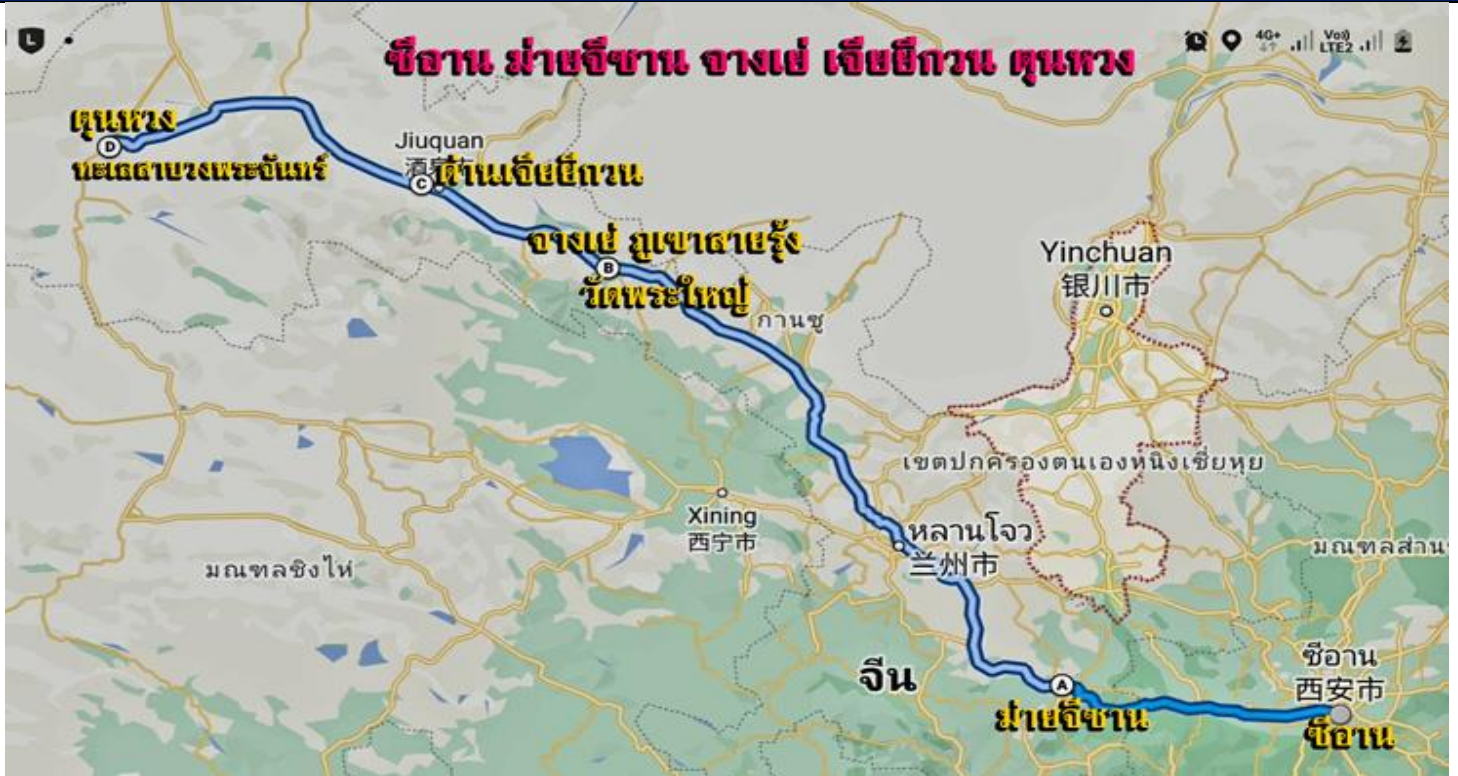 L
4G+
Vo)) LTE2
ซีอาน ม่ายจีซาน จางเย่ เจียยีกวน ตุนหวง
ตุนหวง
D
ทะเลสาบวงพระจันทร์
Jiuquan
C
ด่านเจียยีกวน
จางเย่ ภูเขาสายรุ้ง
B
วัดพระใหญ่
กานซู
Yinchuan
银川市
เขตปกครองตนเองหนิงเซี่ยหุย
Xining
西宁市
หลานโจว
兰州市
มณฑลชิงไห่
มณฑลส่าน
จีน
A
ม่ายจีซาน
ซีอาน
西安市
ซีอาน